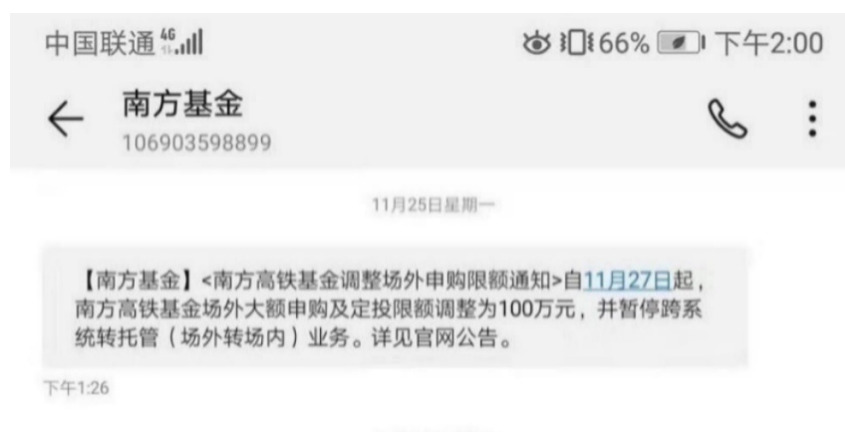 中国联通 4G 66% 下午2:00
南方基金
106903598899
11月25日星期一
【南方基金】<南方高铁基金调整场外申购限额通知>自11月27日起，
南方高铁基金场外大额申购及定投限额调整为100万元，并暂停跨系
统转托管（场外转场内）业务。详见官网公告。
下午1:26